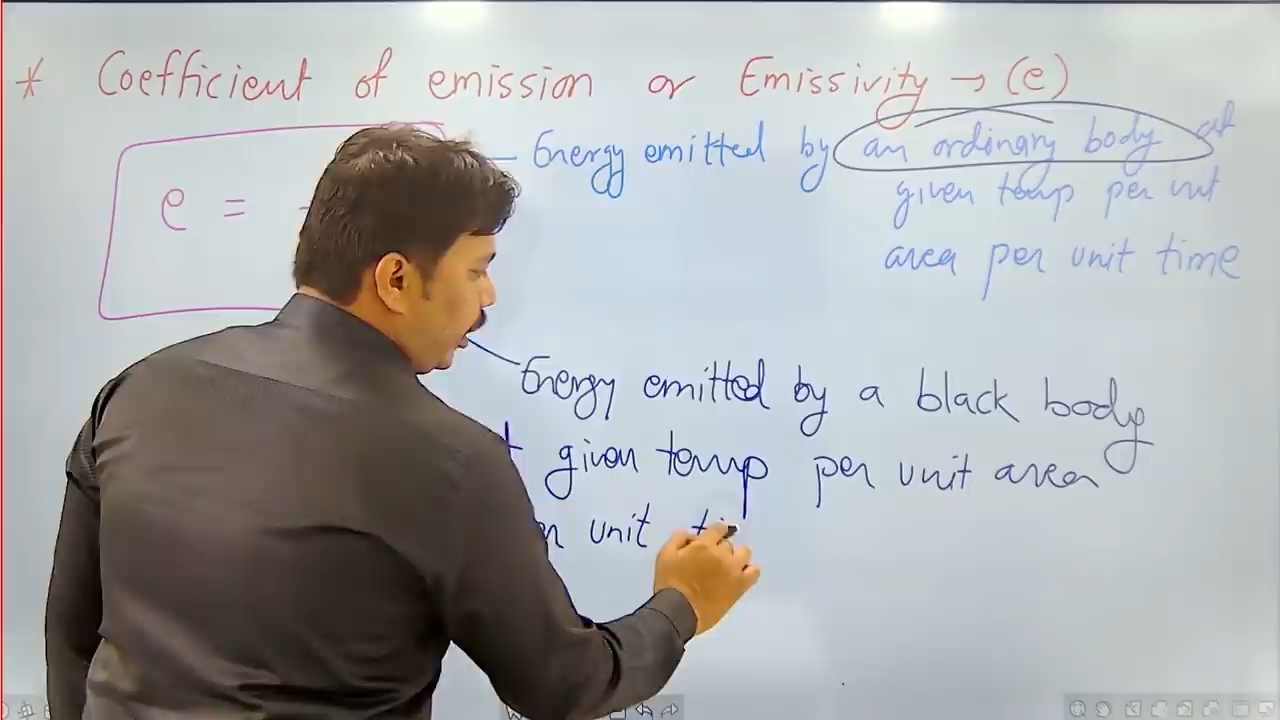 * Coefficient of emission or Emissivity → (e)
Energy emitted by an ordinary body at
given temp per unit
area per unit time
e =
Energy emitted by a black body
given temp per unit area
unit